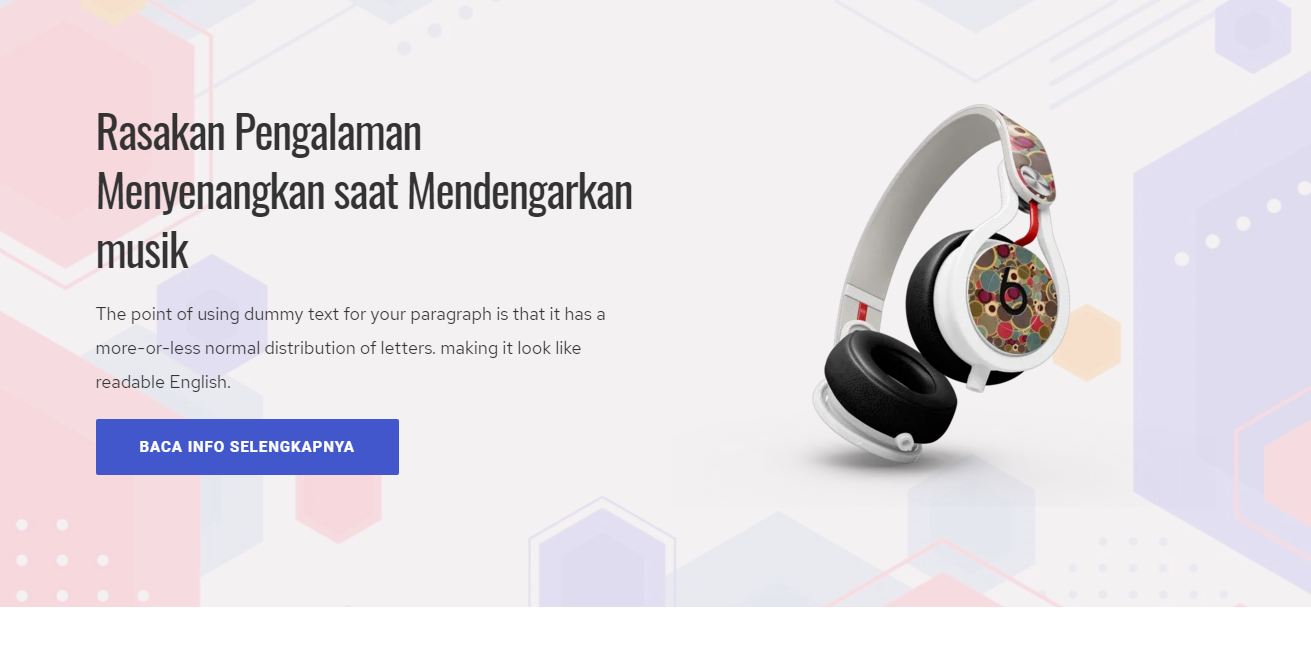 Rasakan Pengalaman
Menyenangkan saat Mendengarkan
musik
The point of using dummy text for your paragraph is that it has a
more-or-less normal distribution of letters. making it look like
readable English.
BACA INFO SELENGKAPNYA